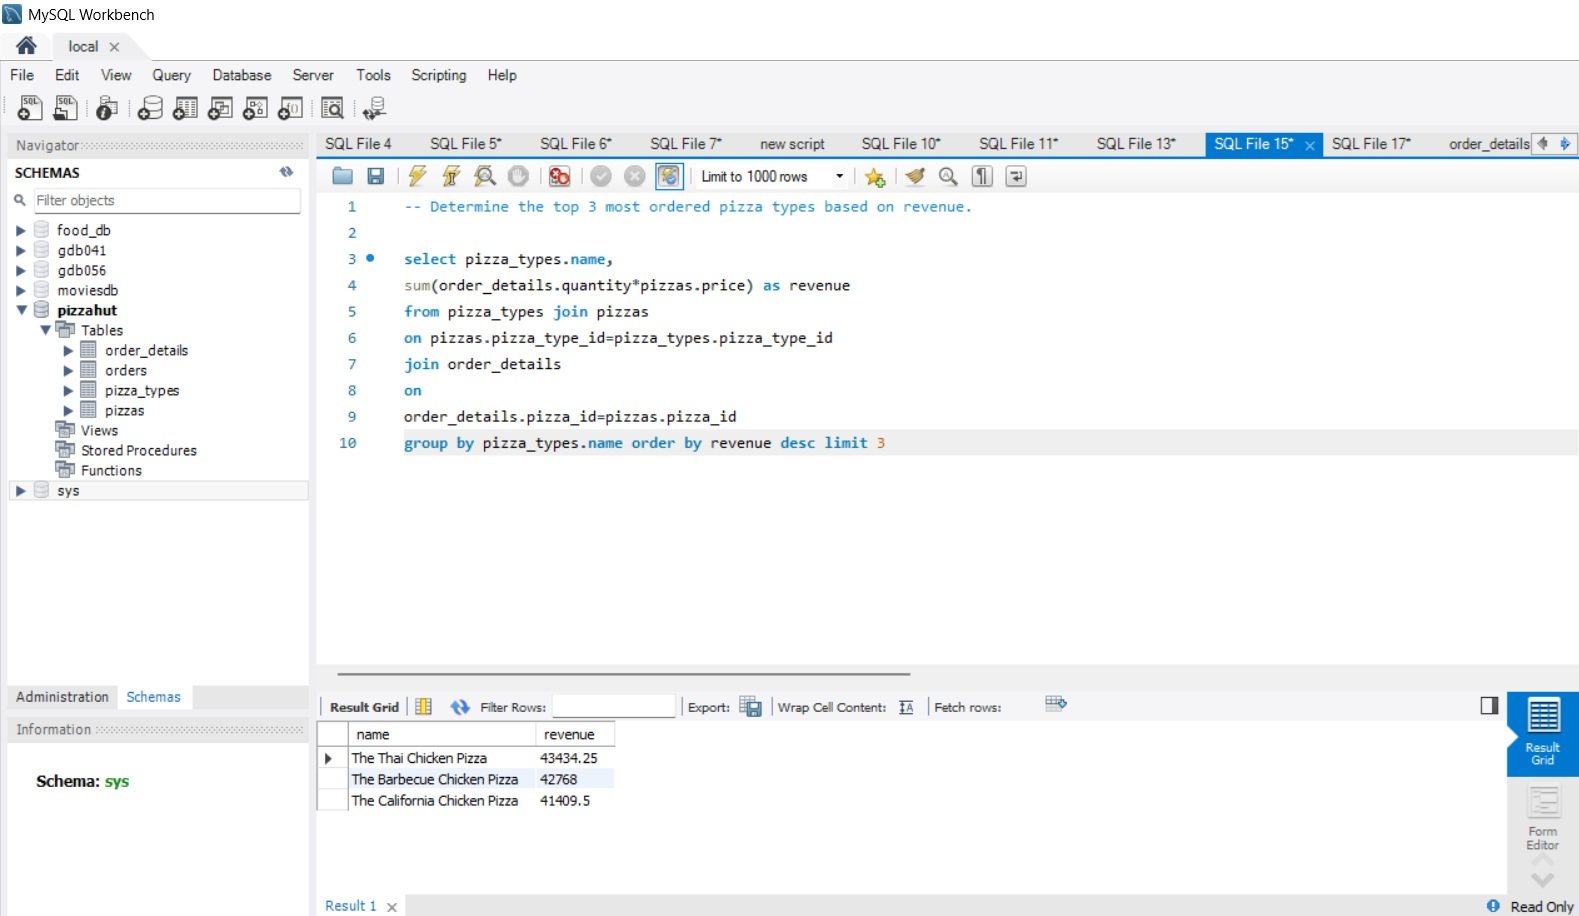 MySQL Workbench
local
File Edit View Query Database Server Tools Scripting Help
Navigator
SCHEMAS
Filter objects
food_db
gdb041
gdb056
moviesdb
pizzahut
Tables
order_details
orders
pizza_types
pizzas
Views
Stored Procedures
Functions
sys
Administration Schemas
Information
Schema: sys
SQL File 4 SQL File 5* SQL File 6* SQL File 7* new script SQL File 10* SQL File 11* SQL File 13* SQL File 15* SQL File 17* order_details
Limit to 1000 rows
1 -- Determine the top 3 most ordered pizza types based on revenue.
2
3 select pizza_types.name,
4 sum(order_details.quantity*pizzas.price) as revenue
5 from pizza_types join pizzas
6 on pizzas.pizza_type_id=pizza_types.pizza_type_id
7 join order_details
8 on
9 order_details.pizza_id=pizzas.pizza_id
10 group by pizza_types.name order by revenue desc limit 3
Result Grid Filter Rows: Export: Wrap Cell Content: Fetch rows:
name revenue
The Thai Chicken Pizza 43434.25
The Barbecue Chicken Pizza 42768
The California Chicken Pizza 41409.5
Result
Grid
Form
Editor
Result 1
Read Only